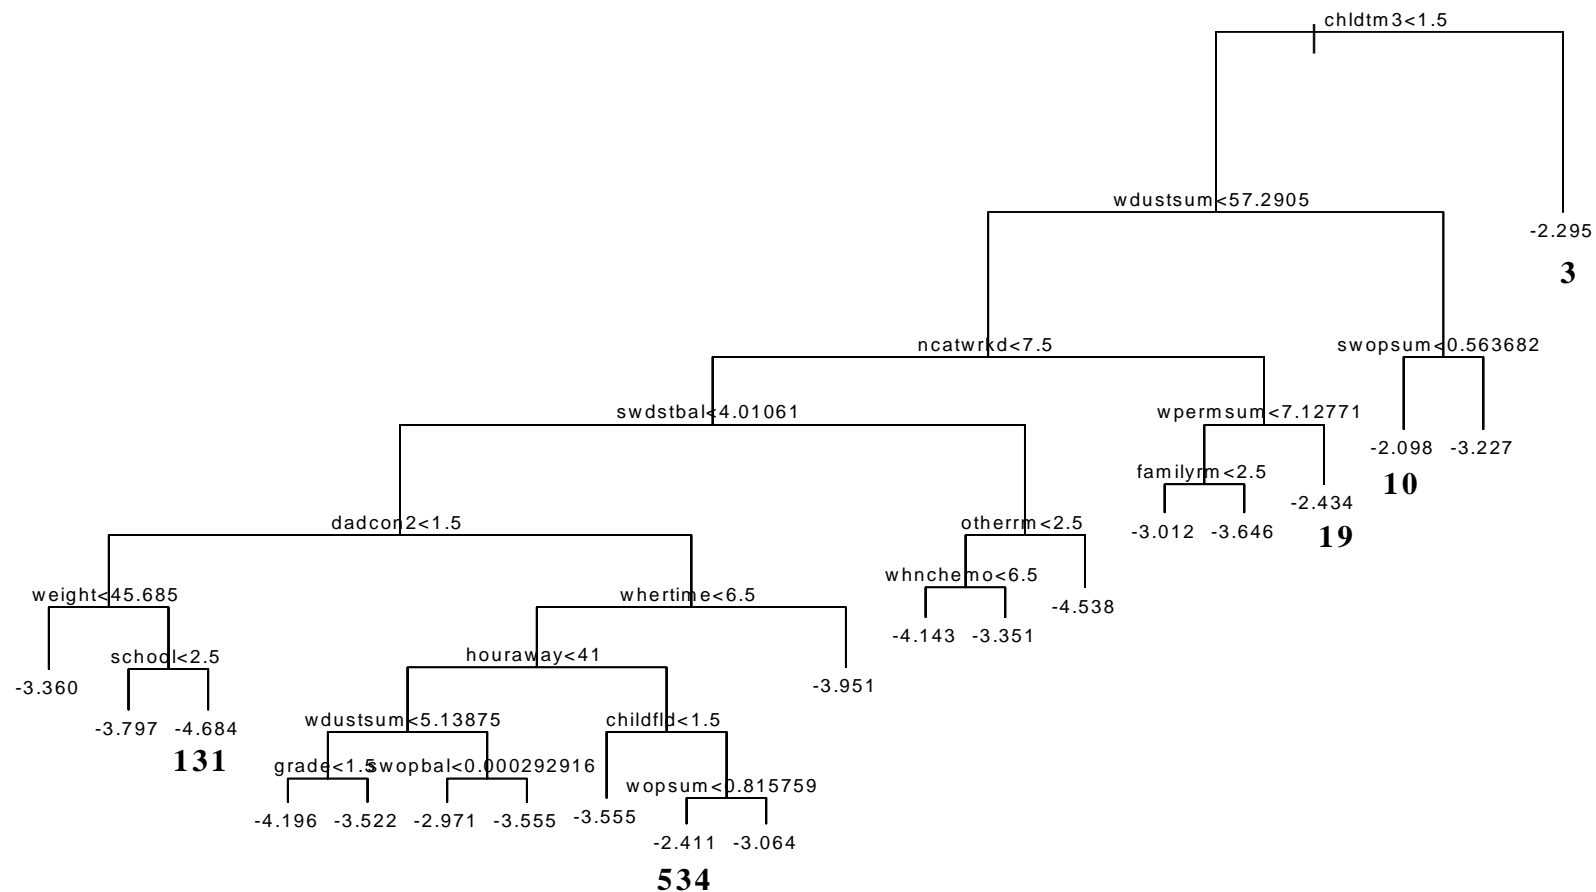 chldtm3<1.5
wdustsum<57.2905
-2.295
3
ncatwrkd<7.5
swopsum<0.563682
swdstbal<4.01061
wpermsum<7.12771
-2.098 -3.227
familyrm<2.5
10
-2.434
dadcon2<1.5
otherrm<2.5
-3.012 -3.646
19
whnchemo<6.5
weight<45.685
whertime<6.5
-4.538
-4.143 -3.351
school<2.5
houraway<41
-3.360
-3.951
wdustsum<5.13875
childfld<1.5
-3.797 -4.684
131
grade<1.5
swopbal<0.000292916
wopsum<0.815759
-4.196 -3.522 -2.971 -3.555 -3.555
-2.411 -3.064
534